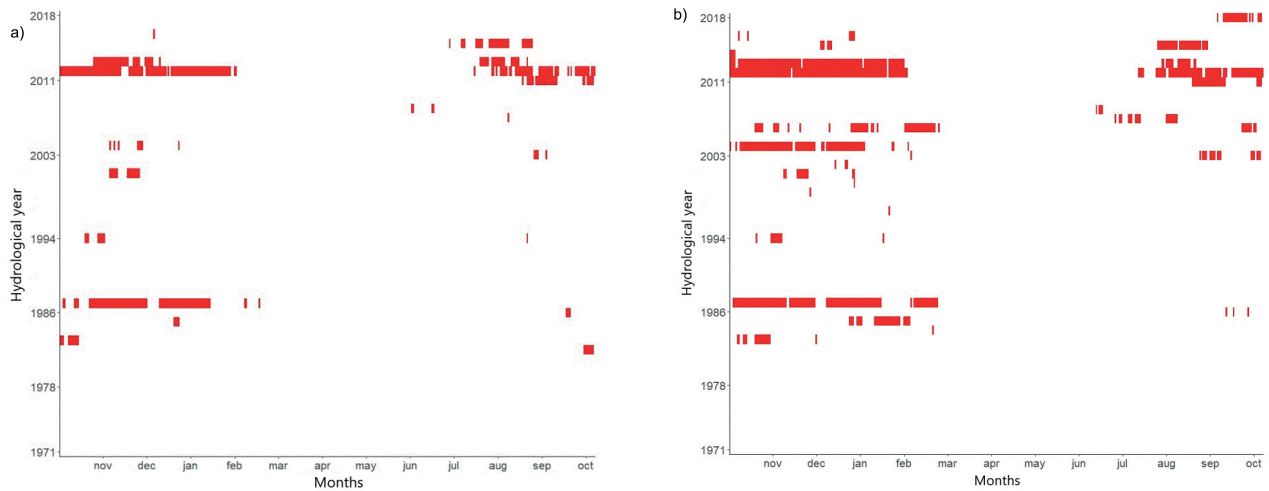 a)
Hydrological year
2018
2011
2003
1994
1986
1978
1971
nov dec jan feb mar apr may jun jul aug sep oct
Months
b)
Hydrological year
2018
2011
2003
1994
1986
1978
1971
nov dec jan feb mar apr may jun jul aug sep oct
Months